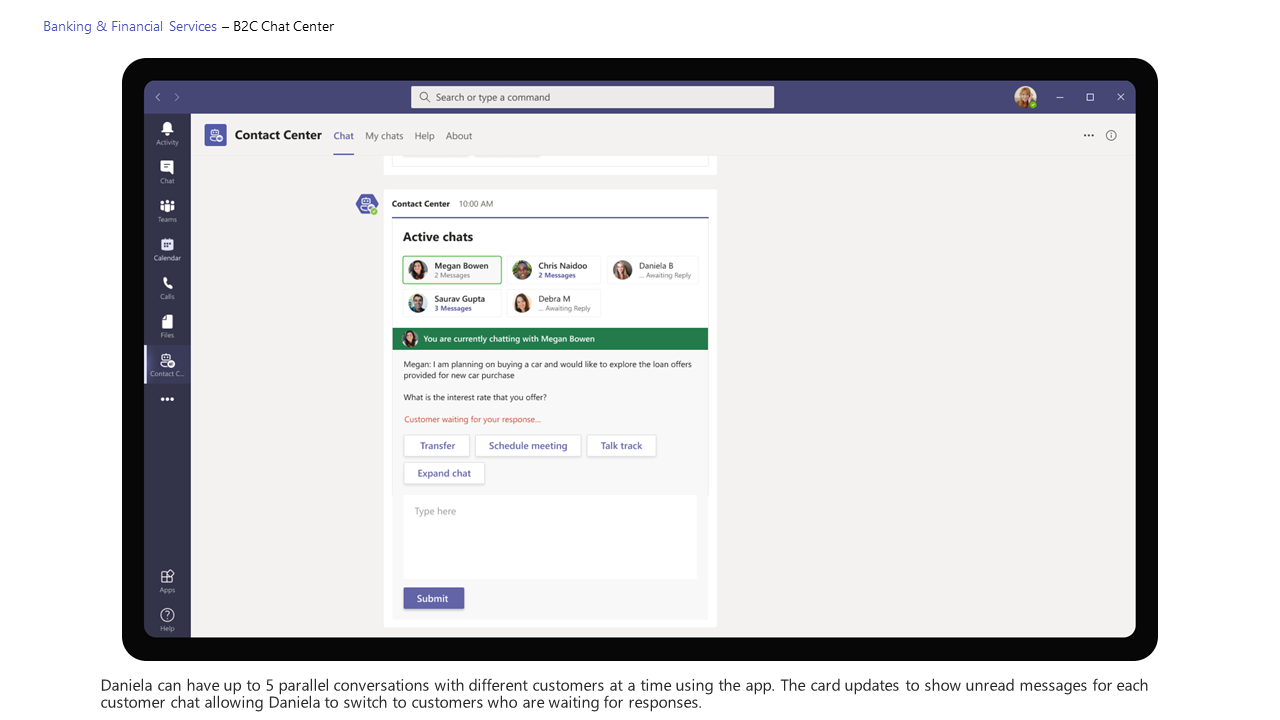 Banking & Financial Services – B2C Chat Center
Search or type a command
Activity
Chat
Teams
Calendar
Calls
Files
Contact C...
Apps
Help
Contact Center
Chat
My chats
Help
About
Contact Center 10:00 AM
Active chats
Megan Bowen
2 Messages
Chris Naidoo
2 Messages
Daniela B
... Awaiting Reply
Saurav Gupta
3 Messages
Debra M
... Awaiting Reply
You are currently chatting with Megan Bowen
Megan: I am planning on buying a car and would like to explore the loan offers
provided for new car purchase
What is the interest rate that you offer?
Customer waiting for your response...
Transfer
Schedule meeting
Talk track
Expand chat
Type here
Submit
Daniela can have up to 5 parallel conversations with different customers at a time using the app. The card updates to show unread messages for each
customer chat allowing Daniela to switch to customers who are waiting for responses.